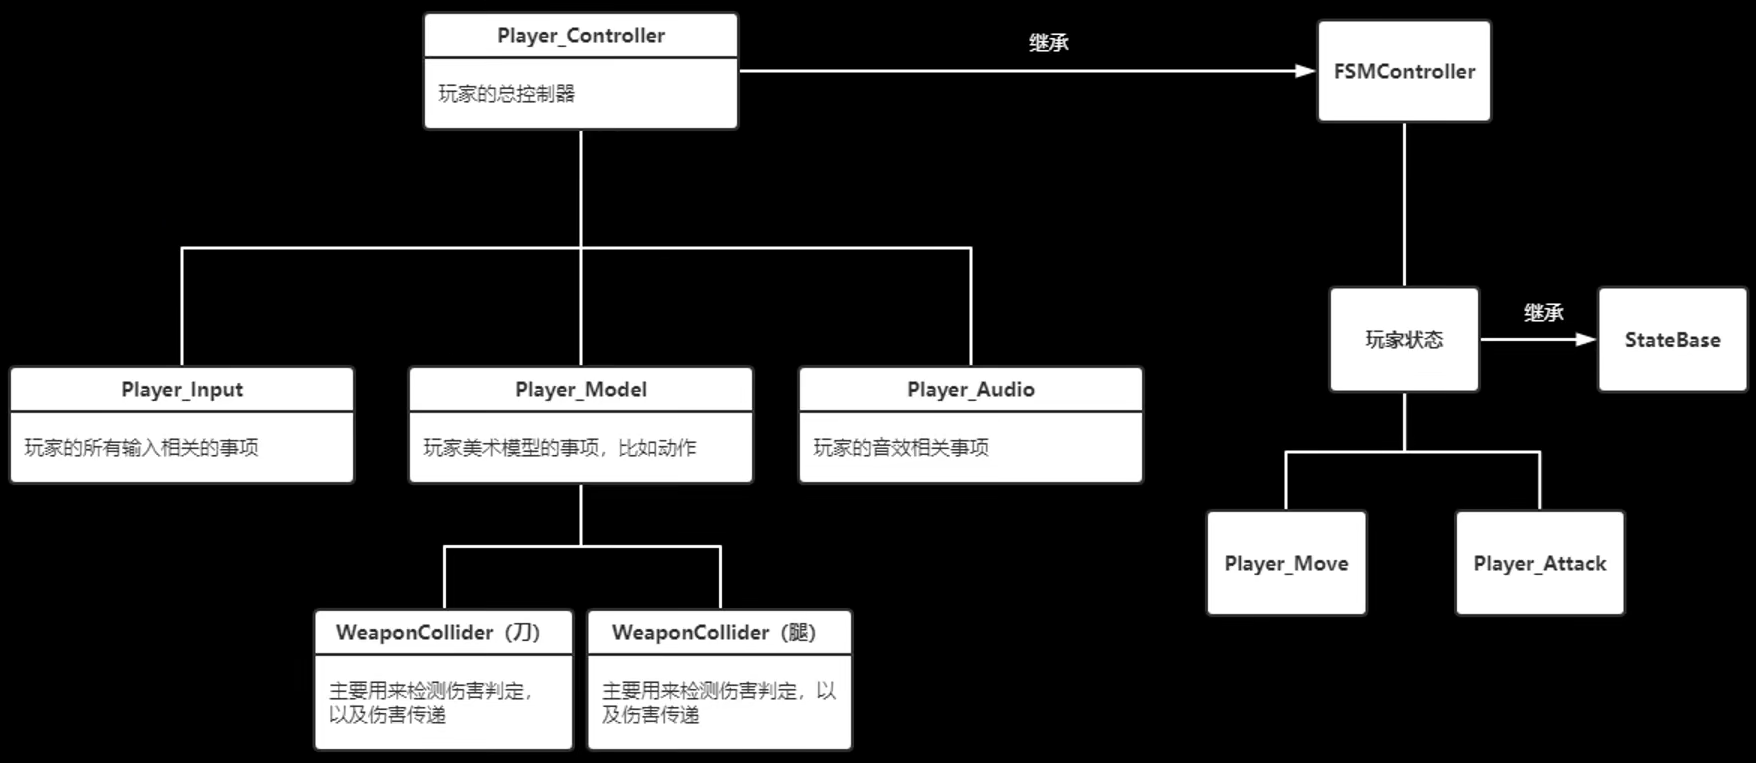 Player_Controller
玩家的总控制器
继承
FSMController
玩家状态
继承
StateBase
Player_Input
玩家的所有输入相关的事项
Player_Model
玩家美术模型的事项，比如动作
Player_Audio
玩家的音效相关事项
Player_Move
Player_Attack
WeaponCollider（刀）
主要用来检测伤害判定，
以及伤害传递
WeaponCollider（腿）
主要用来检测伤害判定，以
及伤害传递